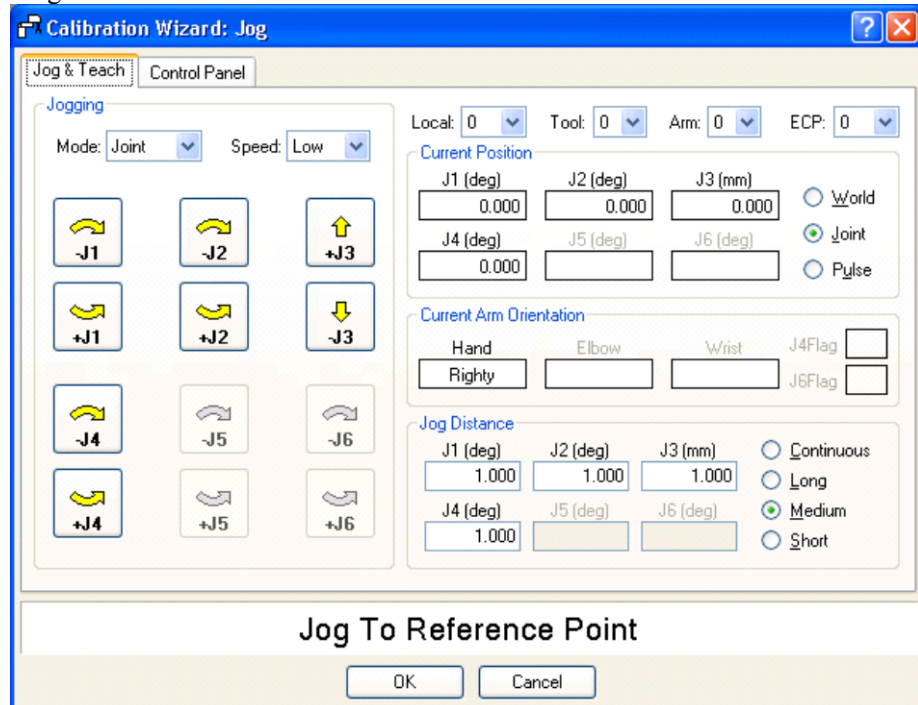 Calibration Wizard: Jog
Jog & Teach Control Panel
Jogging
Mode: Joint Speed: Low
-J1 -J2 +J3
+J1 +J2 -J3
-J4 -J5 -J6
+J4 +J5 +J6
Local: 0 Tool: 0 Arm: 0 ECP: 0
Current Position
J1 (deg) J2 (deg) J3 (mm)
0.000 0.000 0.000
J4 (deg) J5 (deg) J6 (deg)
0.000
World
Joint
Pulse
Current Arm Orientation
Hand Elbow Wrist
Righty
J4Flag
J6Flag
Jog Distance
J1 (deg) J2 (deg) J3 (mm)
1.000 1.000 1.000
J4 (deg) J5 (deg) J6 (deg)
1.000
Continuous
Long
Medium
Short
Jog To Reference Point
OK Cancel